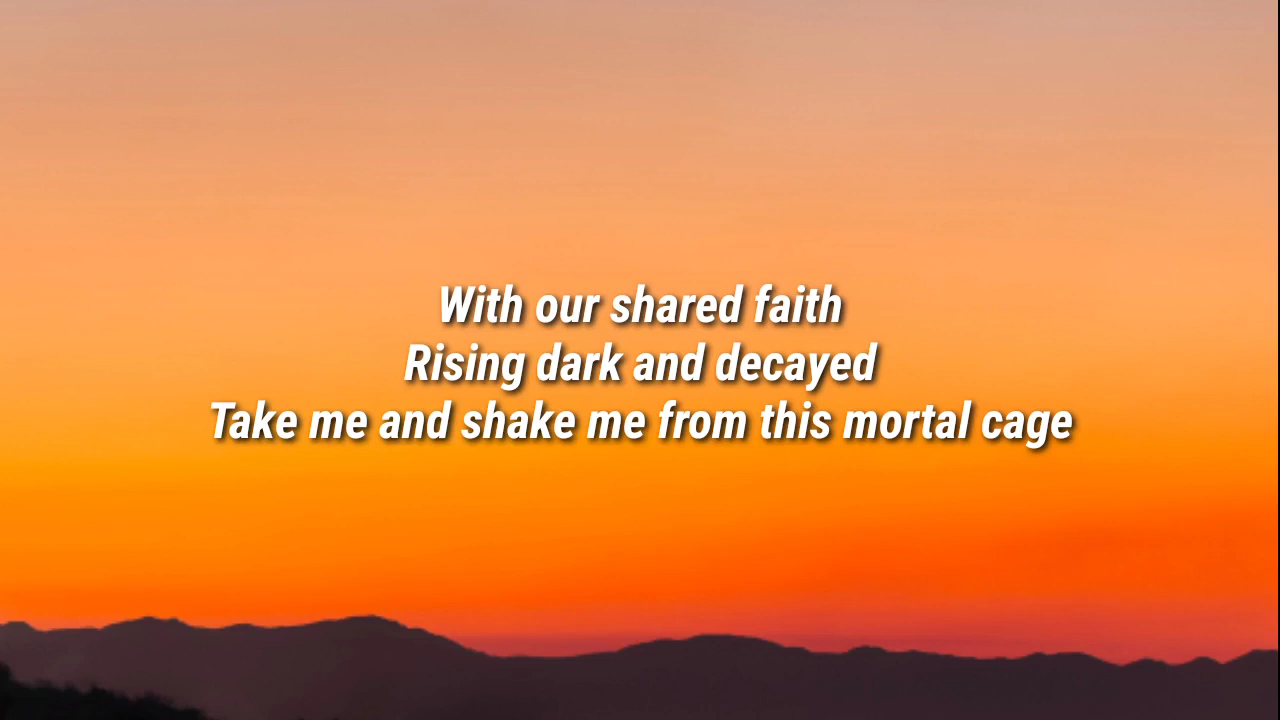 With our shared faith
Rising dark and decayed
Take me and shake me from this mortal cage